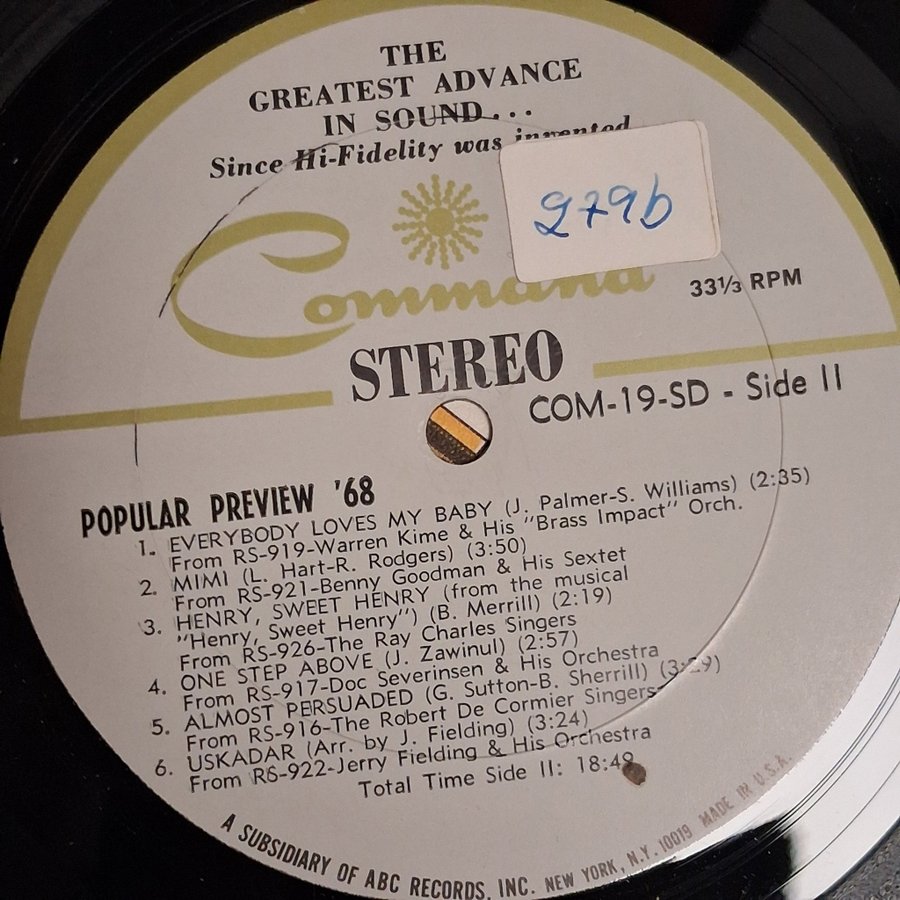 THE
GREATEST ADVANCE
IN SOUND...
Since Hi-Fidelity was invented
279b
Command
33⅓ RPM
STEREO
COM-19-SD - Side II
POPULAR PREVIEW '68
1. EVERYBODY LOVES MY BABY (J. Palmer-S. Williams) (2:35)
From RS-919-Warren Kime & His "Brass Impact" Orch.
2. MIMI (L. Hart-R. Rodgers) (3:50)
From RS-921-Benny Goodman & His Sextet
3. HENRY, SWEET HENRY (from the musical
"Henry, Sweet Henry") (B. Merrill) (2:19)
From RS-926-The Ray Charles Singers
4. ONE STEP ABOVE (J. Zawinul) (2:57)
From RS-917-Doc Severinsen & His Orchestra
5. ALMOST PERSUADED (G. Sutton-B. Sherrill) (3:29)
From RS-916-The Robert De Cormier Singers
6. USKADAR (Arr. by J. Fielding) (3:24)
From RS-922-Jerry Fielding & His Orchestra
Total Time Side II: 18:49
A SUBSIDIARY OF ABC RECORDS, INC. NEW YORK, N.Y. 10019 MADE IN U.S.A.